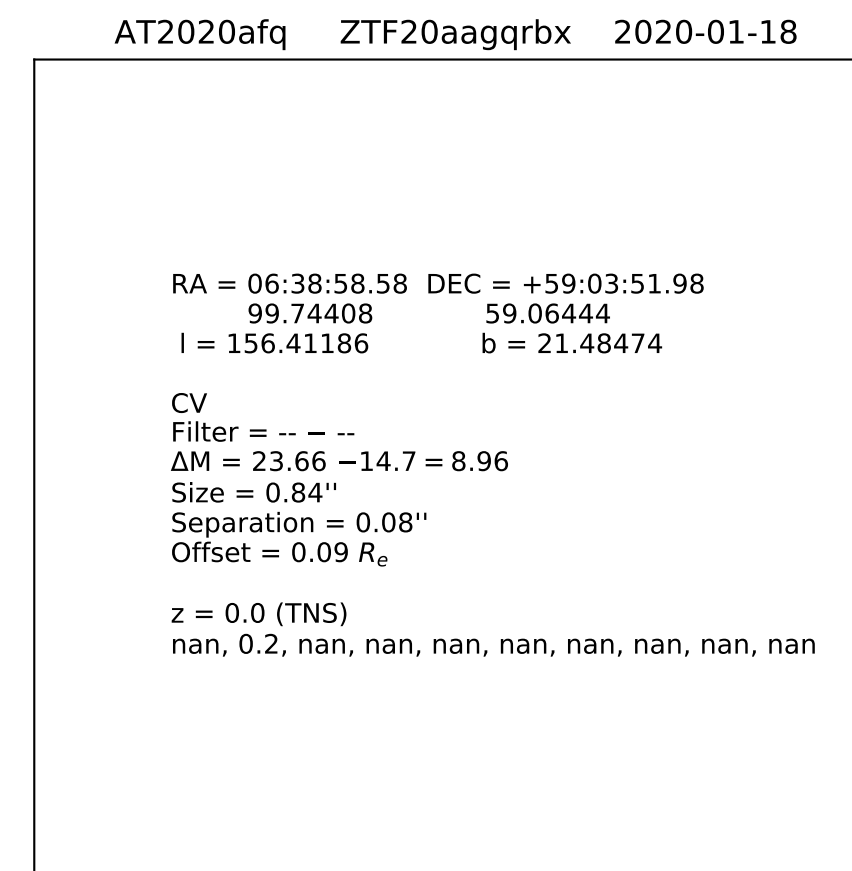 AT2020afq ZTF20aagqrbx 2020-01-18
RA = 06:38:58.58 DEC = +59:03:51.98
99.74408 59.06444
l = 156.41186 b = 21.48474
CV
Filter = -- − --
ΔM = 23.66 −14.7 = 8.96
Size = 0.84''
Separation = 0.08''
Offset = 0.09 Re
z = 0.0 (TNS)
nan, 0.2, nan, nan, nan, nan, nan, nan, nan, nan